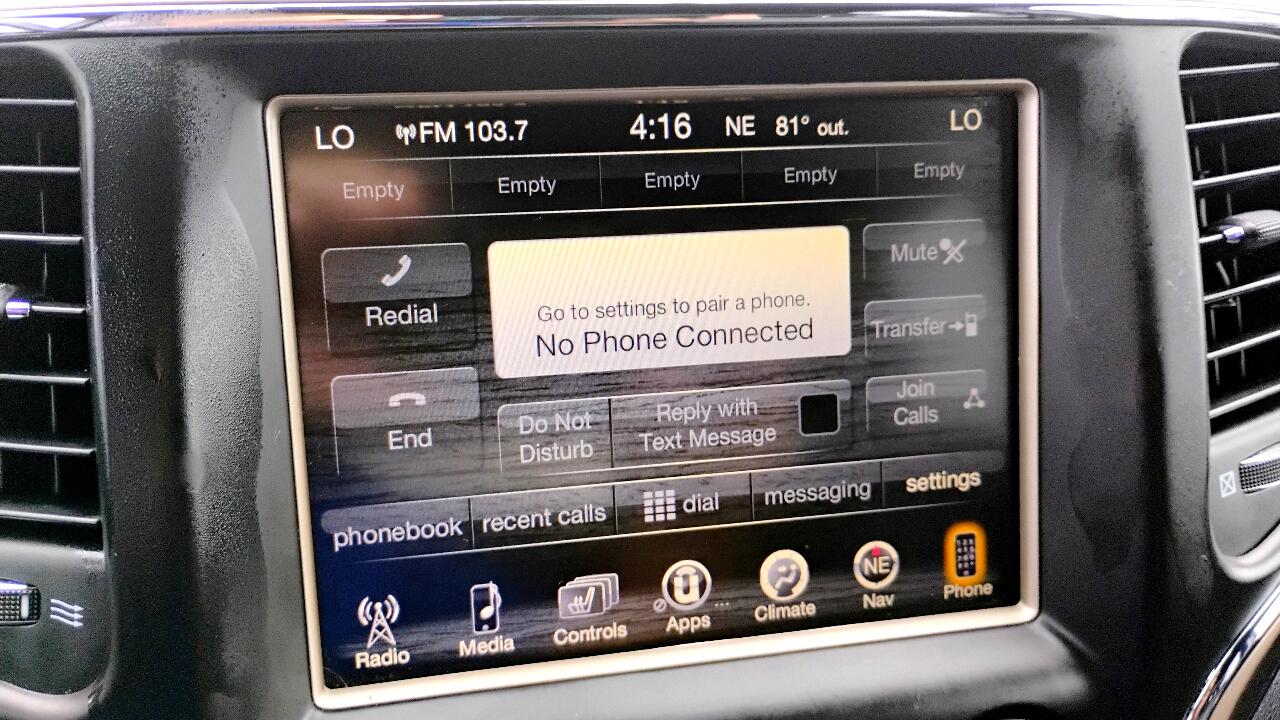 LO FM 103.7 4:16 NE 81° out. LO
Empty Empty Empty Empty Empty
Redial
Go to settings to pair a phone.
No Phone Connected
Mute
Transfer
End
Do Not
Disturb
Reply with
Text Message
Join
Calls
phonebook recent calls dial messaging settings
Radio Media Controls Apps ... Climate NE Nav Phone